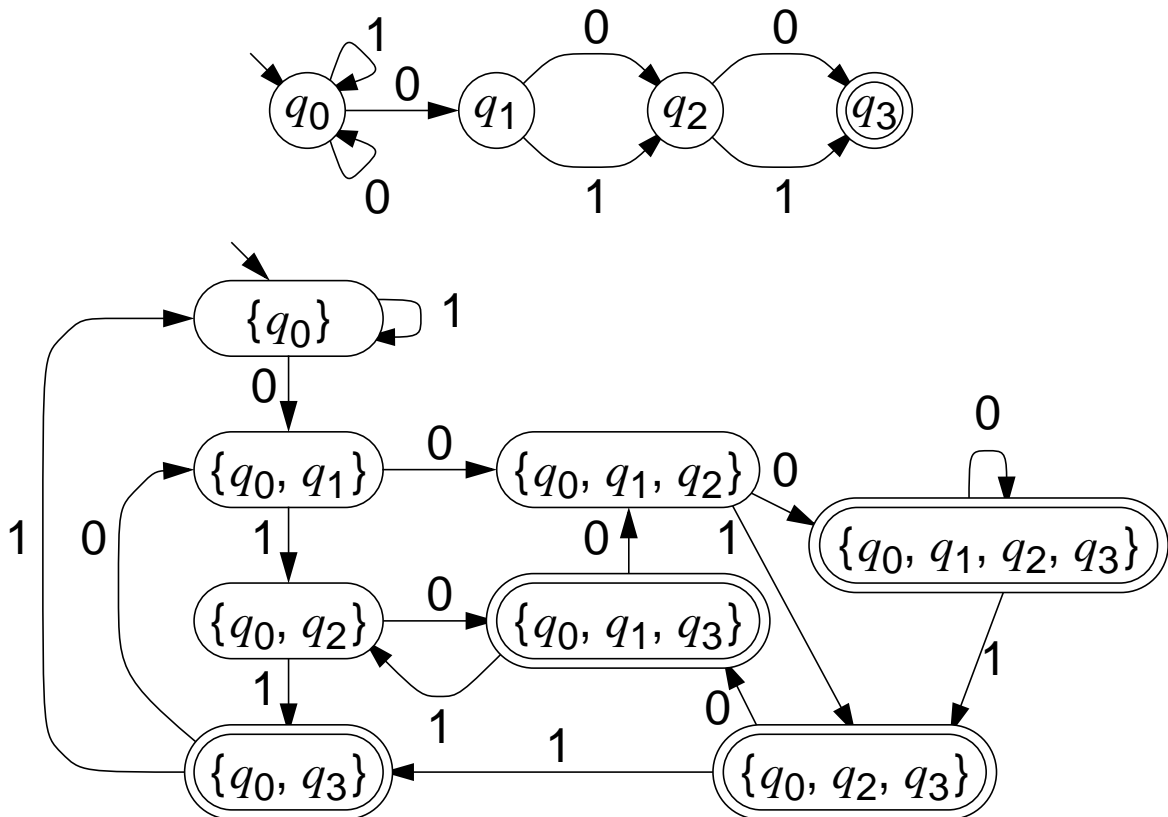 1
0 0
0
q0 q1 q2 q3
0 1 1
{q0} 1
0
0
{q0, q1} 0 {q0, q1, q2} 0
1 0 1 0 1 {q0, q1, q2, q3}
{q0, q2} 0 {q0, q1, q3}
1 1
1 0
1
{q0, q3} {q0, q2, q3}